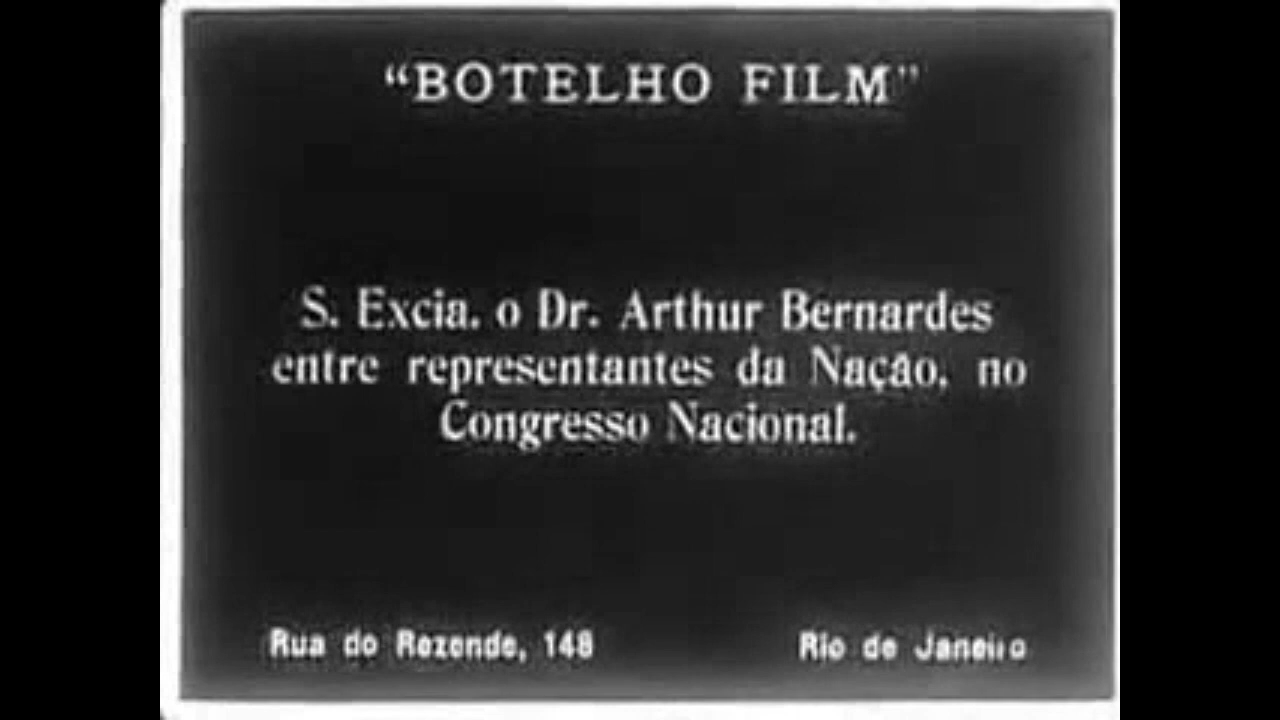 "BOTELHO FILM"
S. Excia. o Dr. Arthur Bernardes
entre representantes da Nação, no
Congresso Nacional.
Rua do Rezende, 148
Rio de Janeiro